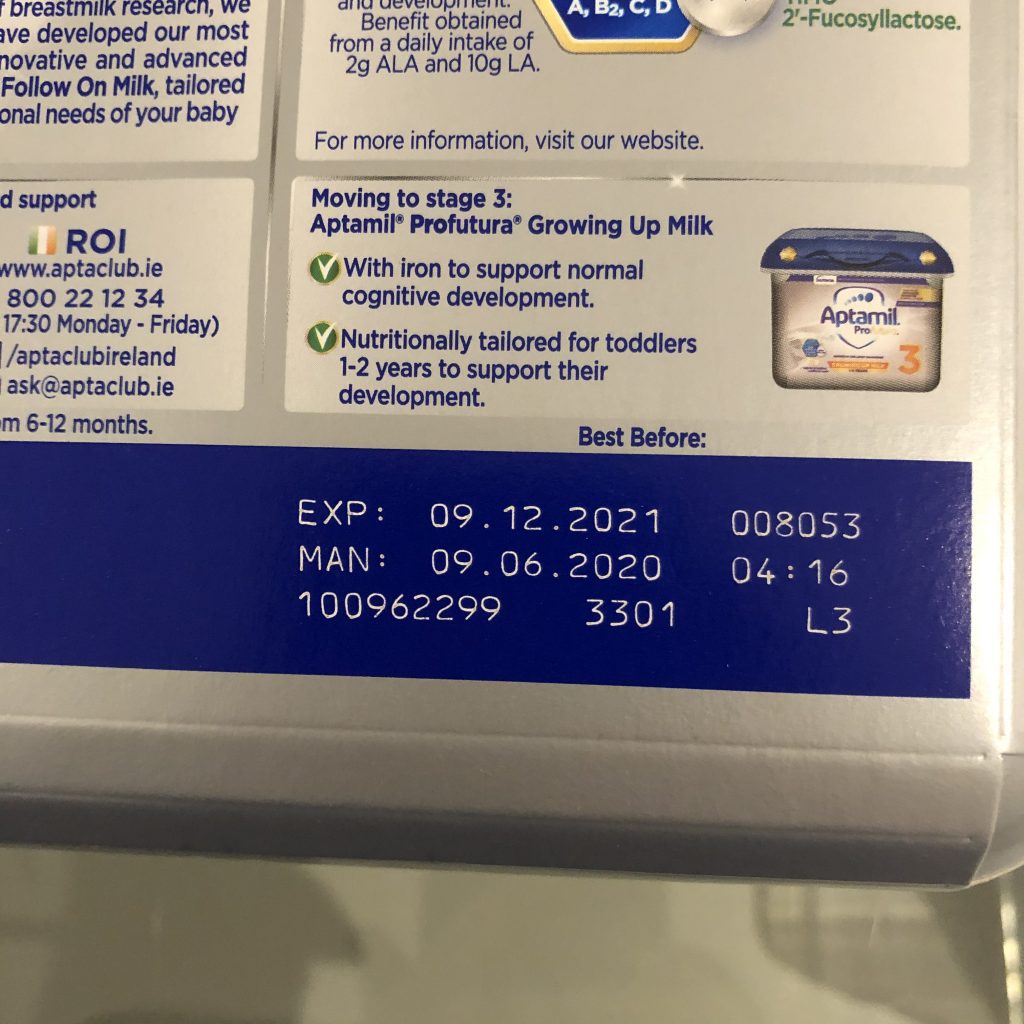 breastmilk research, we
ave developed our most
novative and advanced
Follow On Milk, tailored
onal needs of your baby
and development.
Benefit obtained
from a daily intake of
2g ALA and 10g LA.
A, B2, C, D
HMO
2'-Fucosyllactose.
For more information, visit our website.
d support
ROI
www.aptaclub.ie
800 22 12 34
17:30 Monday - Friday)
/aptaclubireland
ask@aptaclub.ie
om 6-12 months.
Moving to stage 3:
Aptamil® Profutura® Growing Up Milk
With iron to support normal
cognitive development.
Nutritionally tailored for toddlers
1-2 years to support their
development.
Aptamil
3
Best Before:
EXP: 09.12.2021 008053
MAN: 09.06.2020 04:16
100962299 3301 L3